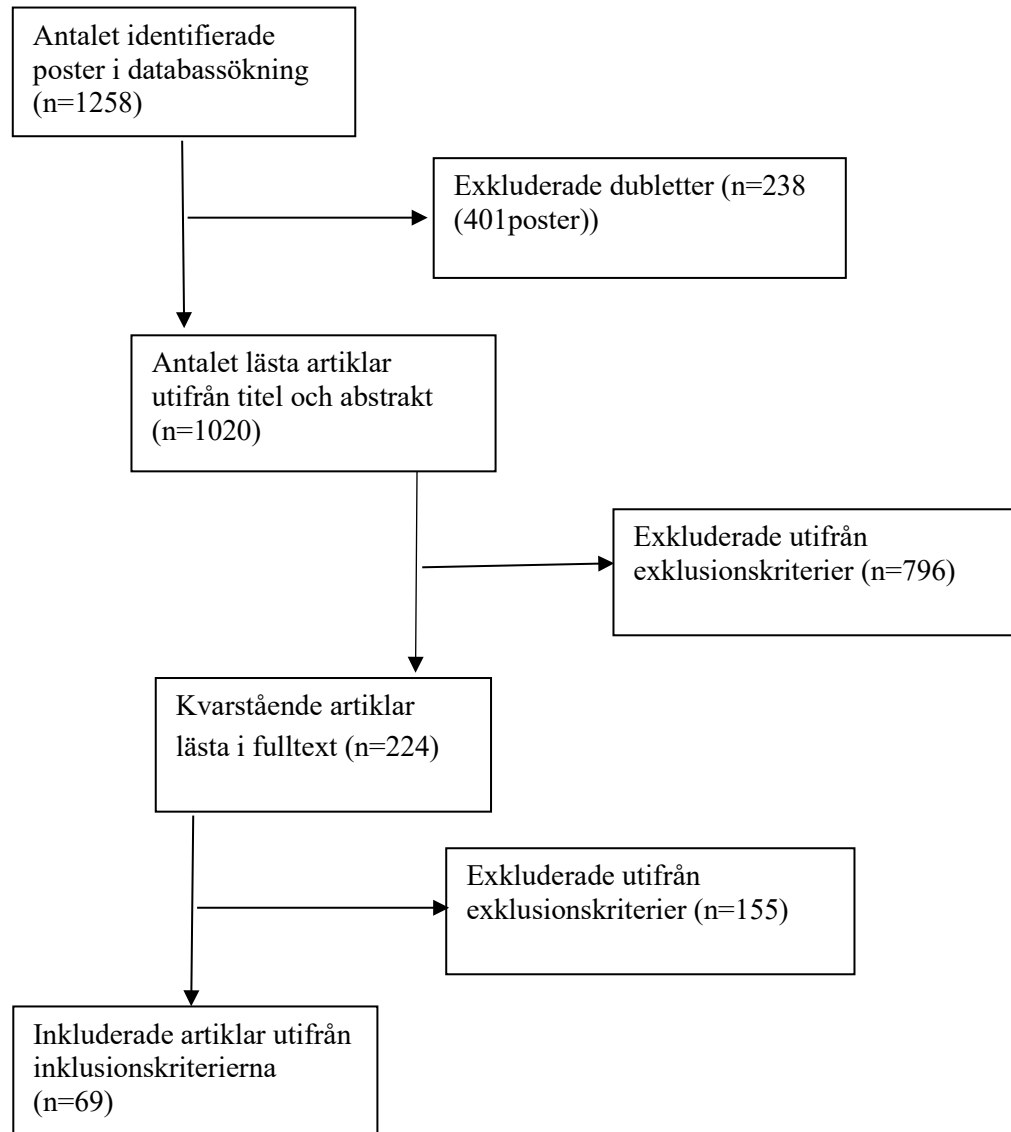 Antalet identifierade
poster i databassökning
(n=1258)
Exkluderade dubletter (n=238
(401poster))
Antalet lästa artiklar
utifrån titel och abstrakt
(n=1020)
Exkluderade utifrån
exklusionskriterier (n=796)
Kvarstående artiklar
lästa i fulltext (n=224)
Exkluderade utifrån
exklusionskriterier (n=155)
Inkluderade artiklar utifrån
inklusionskriterierna
(n=69)